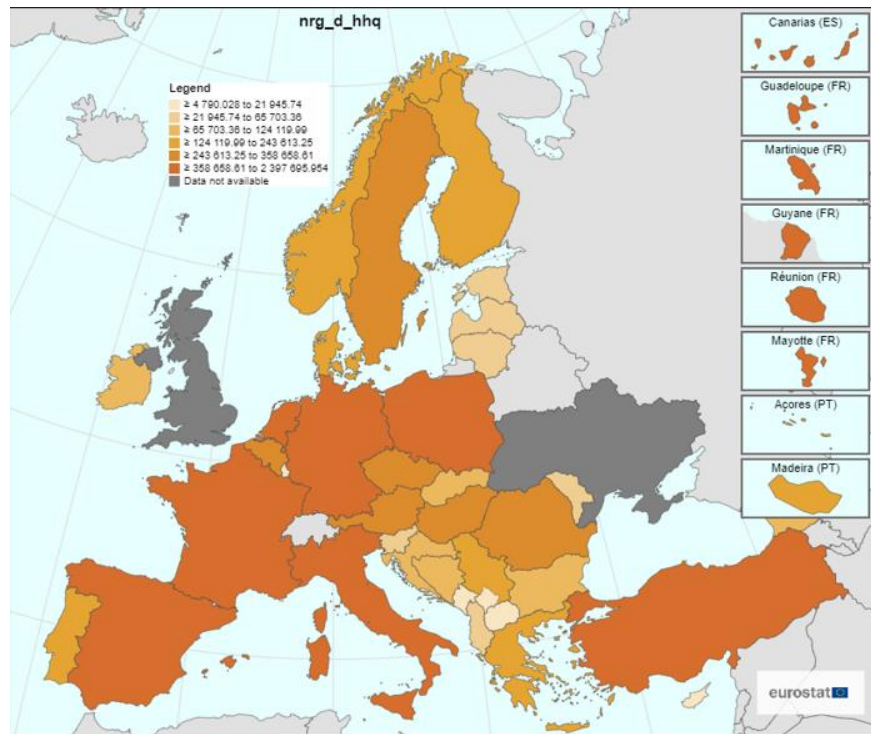 nrg_d_hhq
Legend
≥ 4 790.028 to 21 945.74
≥ 21 945.74 to 65 703.36
≥ 65 703.36 to 124 119.99
≥ 124 119.99 to 243 613.25
≥ 243 613.25 to 358 658.61
≥ 358 658.61 to 2 397 695.954
Data not available
Canarias (ES)
Guadeloupe (FR)
Martinique (FR)
Guyane (FR)
Réunion (FR)
Mayotte (FR)
Açores (PT)
Madeira (PT)
eurostat